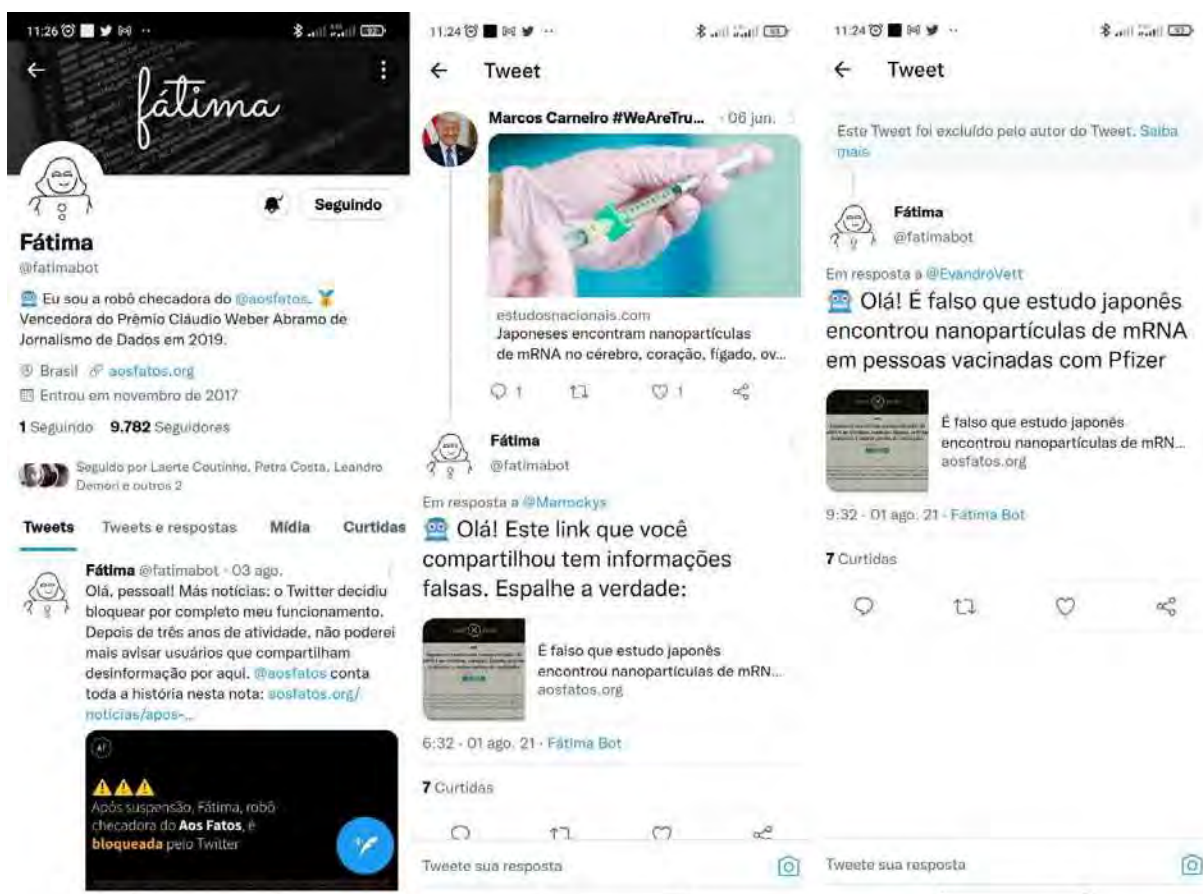 11:26
fátima
Seguindo
Fátima
@fatimabot
Eu sou a robô checadora do @aosfatos.
Vencedora do Prêmio Cláudio Weber Abramo de
Jornalismo de Dados em 2019.
Brasil aosfatos.org
Entrou em novembro de 2017
1 Seguindo 9.782 Seguidores
Seguido por Laerte Coutinho, Petra Costa, Leandro
Demori e outros 2
Tweets Tweets e respostas Mídia Curtidas
Fátima @fatimabot · 03 ago.
Olá, pessoal! Más notícias: o Twitter decidiu
bloquear por completo meu funcionamento.
Depois de três anos de atividade, não poderei
mais avisar usuários que compartilham
desinformação por aqui. @aosfatos conta
toda a história nesta nota: aosfatos.org/
noticias/apos-...
Após suspensão, Fátima, robô
checadora do Aos Fatos, é
bloqueada pelo Twitter
11:24
Tweet
Marcos Carneiro #WeAreTru... · 06 jun.
estudosnacionais.com
Japoneses encontram nanopartículas
de mRNA no cérebro, coração, fígado, ov...
1 1
Fátima
@fatimabot
Em resposta a @Marrockys
Olá! Este link que você
compartilhou tem informações
falsas. Espalhe a verdade:
É falso que estudo japonês
encontrou nanopartículas de mRN...
aosfatos.org
6:32 · 01 ago. 21 · Fátima Bot
7 Curtidas
Tweete sua resposta
11:24
Tweet
Este Tweet foi excluído pelo autor do Tweet. Saiba
mais
Fátima
@fatimabot
Em resposta a @EvandroVett
Olá! É falso que estudo japonês
encontrou nanopartículas de mRNA
em pessoas vacinadas com Pfizer
É falso que estudo japonês
encontrou nanopartículas de mRN...
aosfatos.org
9:32 · 01 ago. 21 · Fátima Bot
7 Curtidas
Tweete sua resposta